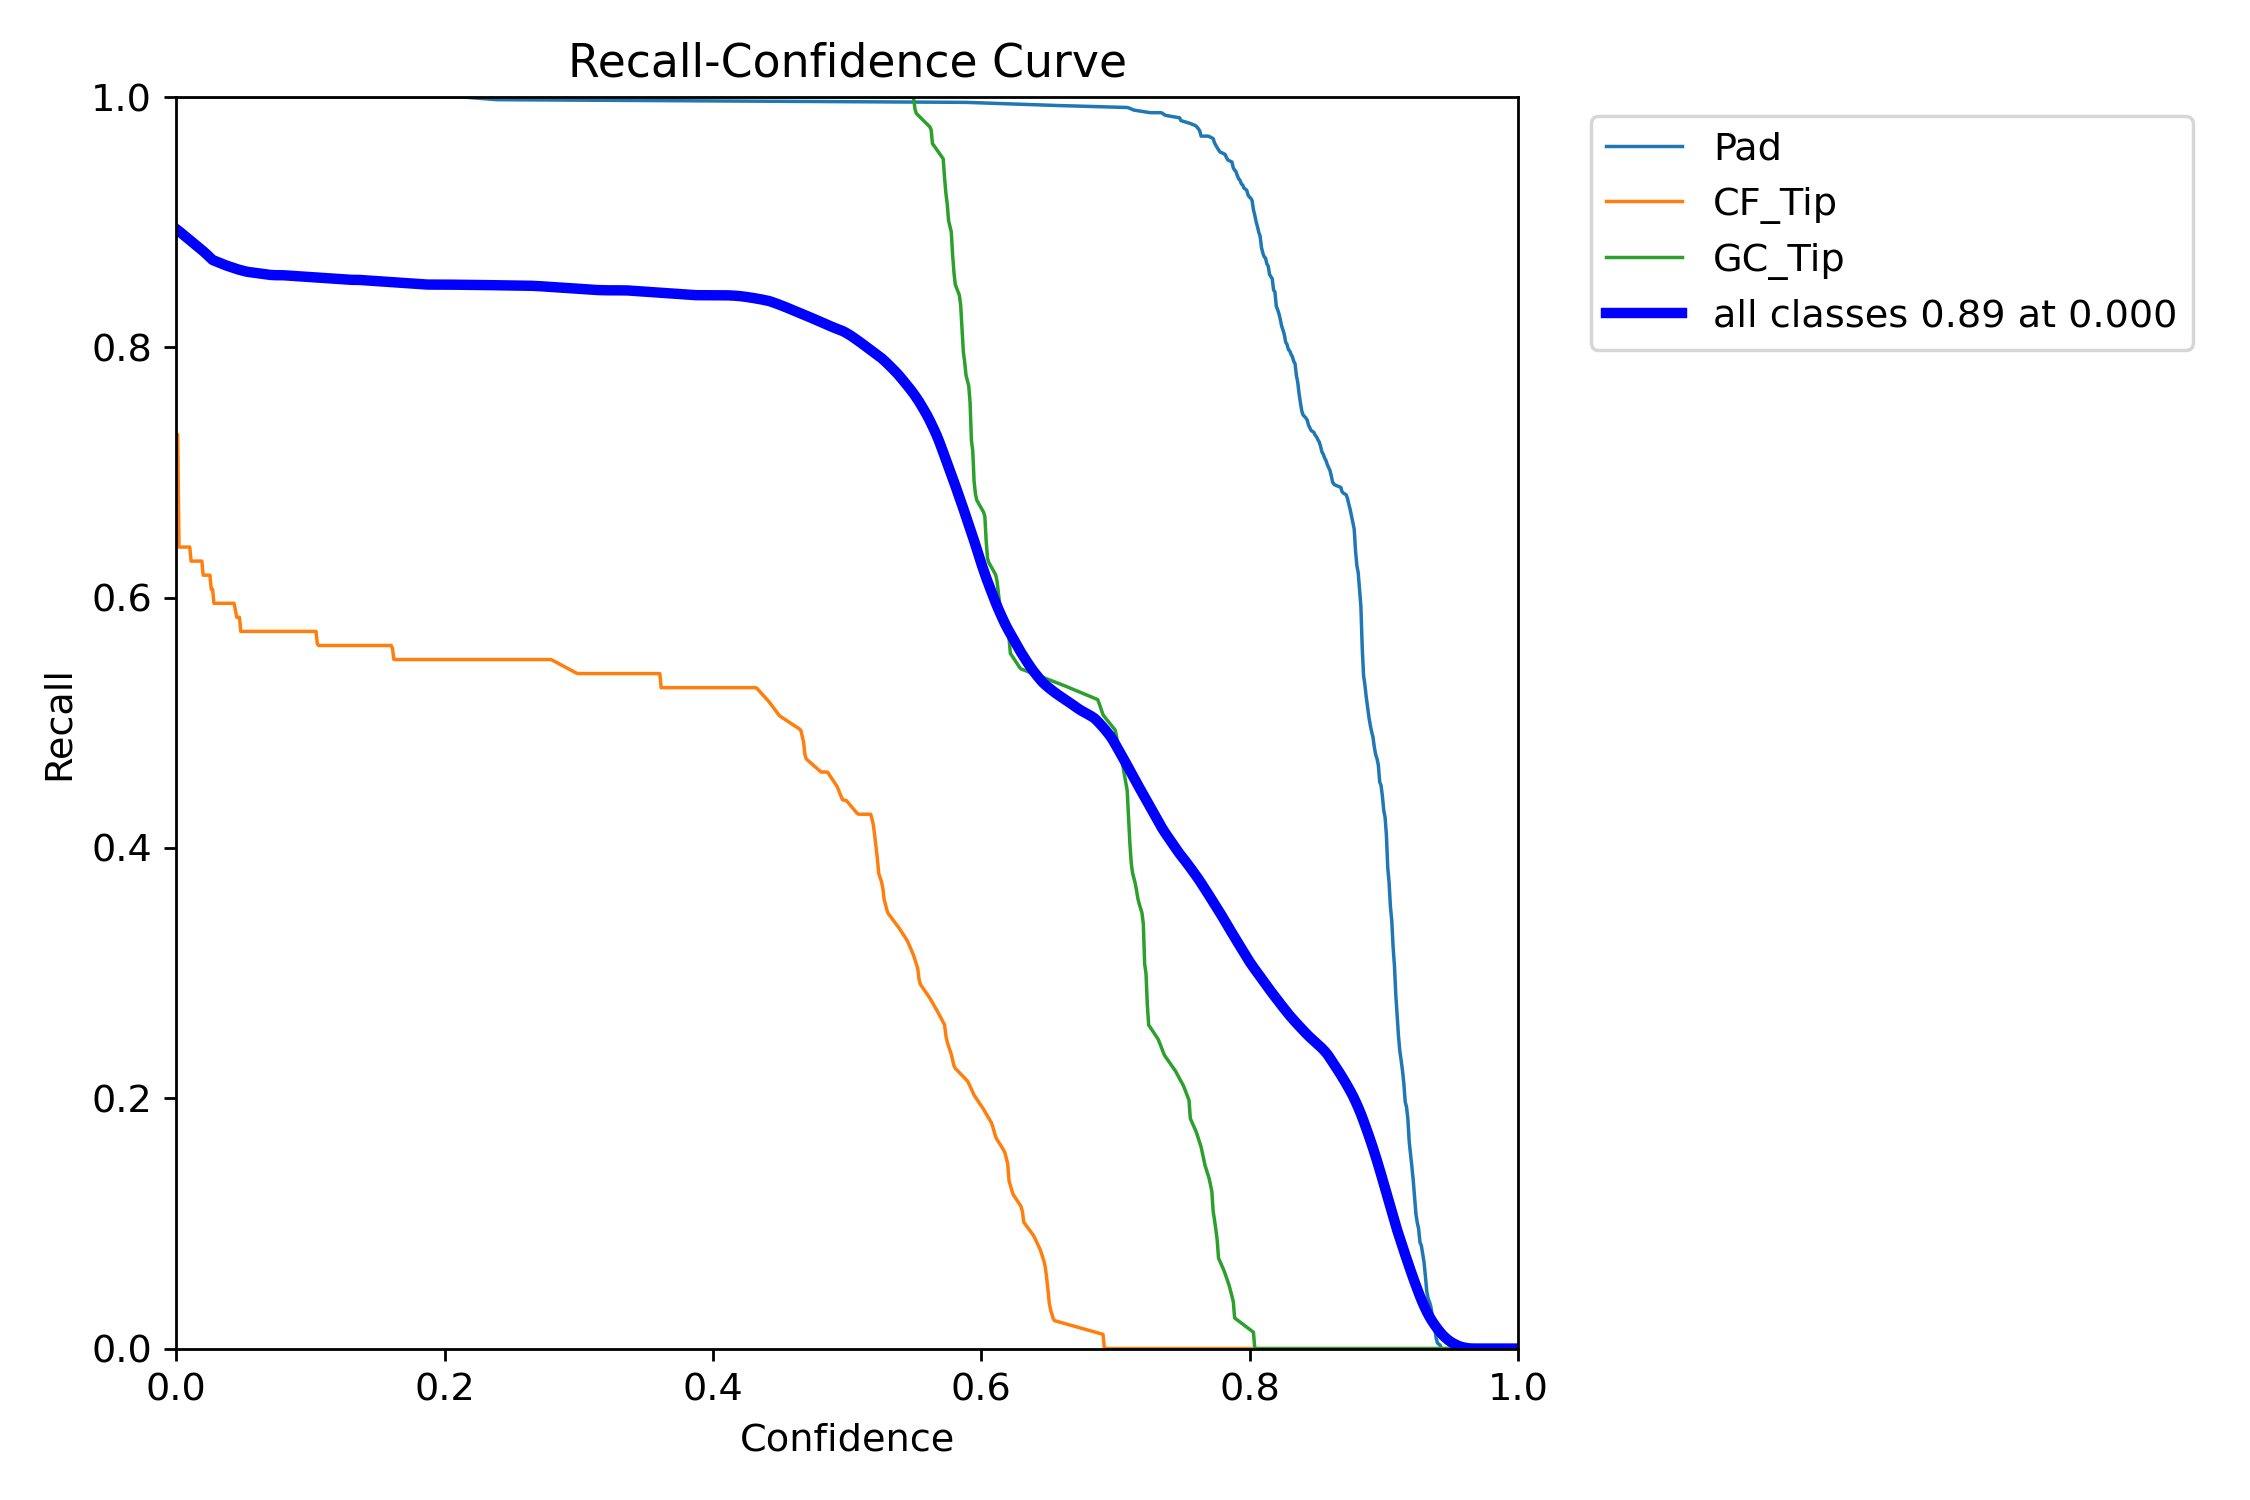 Recall-Confidence Curve
1.0
0.8
0.6
0.4
0.2
0.0
Recall
0.0 0.2 0.4 0.6 0.8 1.0
Confidence
Pad
CF_Tip
GC_Tip
all classes 0.89 at 0.000